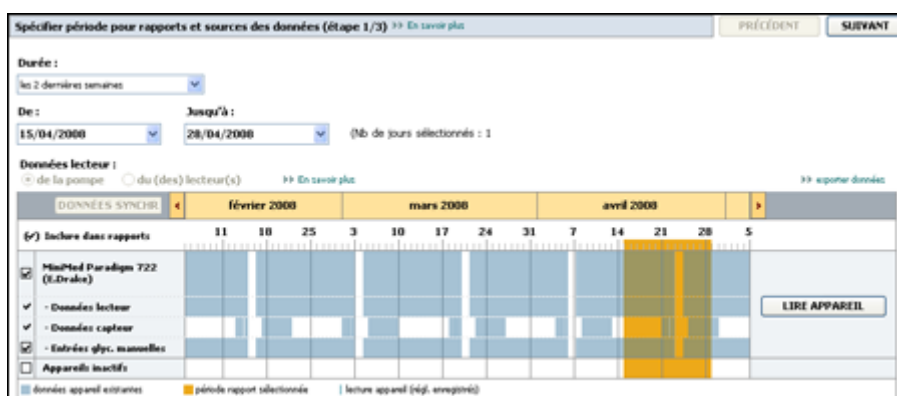 Spécifier période pour rapports et sources des données (étape 1/3) >> En savoir plus PRÉCÉDENT SUIVANT
Durée :
les 2 dernières semaines
De : Jusqu'à :
15/04/2008 28/04/2008 (Nb de jours sélectionnés : 1
Données lecteur :
de la pompe du (des) lecteur(s) >> En savoir plus >> exporter données
DONNÉES SYNCHR février 2008 mars 2008 avril 2008
(✓) Inclure dans rapports 11 18 25 3 10 17 24 31 7 14 21 28 5
MiniMed Paradigm 722
(E.Drake)
- Données lecteur LIRE APPAREIL
- Données capteur
- Entrées glyc. manuelles
Appareils inactifs
données appareil existantes période rapport sélectionnée lecture appareil (régl. enregistrés)